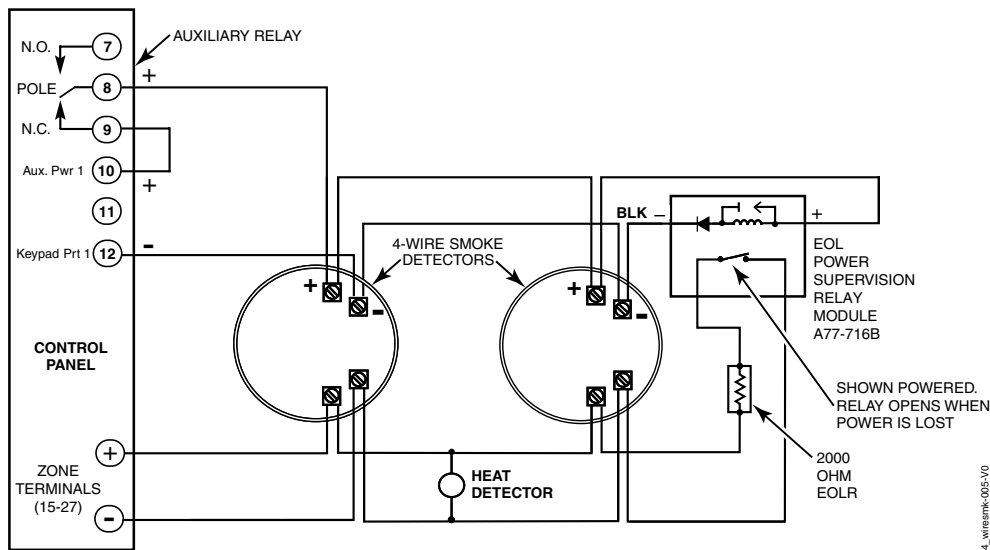 N.O.
7
AUXILIARY RELAY
+
POLE
8
N.C.
9
Aux. Pwr 1
10
+
11
-
Keypad Prt 1
12
4-WIRE SMOKE
DETECTORS
BLK –
+
EOL
POWER
SUPERVISION
RELAY
MODULE
A77-716B
+
-
+
-
CONTROL
PANEL
SHOWN POWERED.
RELAY OPENS WHEN
POWER IS LOST
+
ZONE
TERMINALS
(15-27)
-
HEAT
DETECTOR
2000
OHM
EOLR
4_wiresmk-005-V0